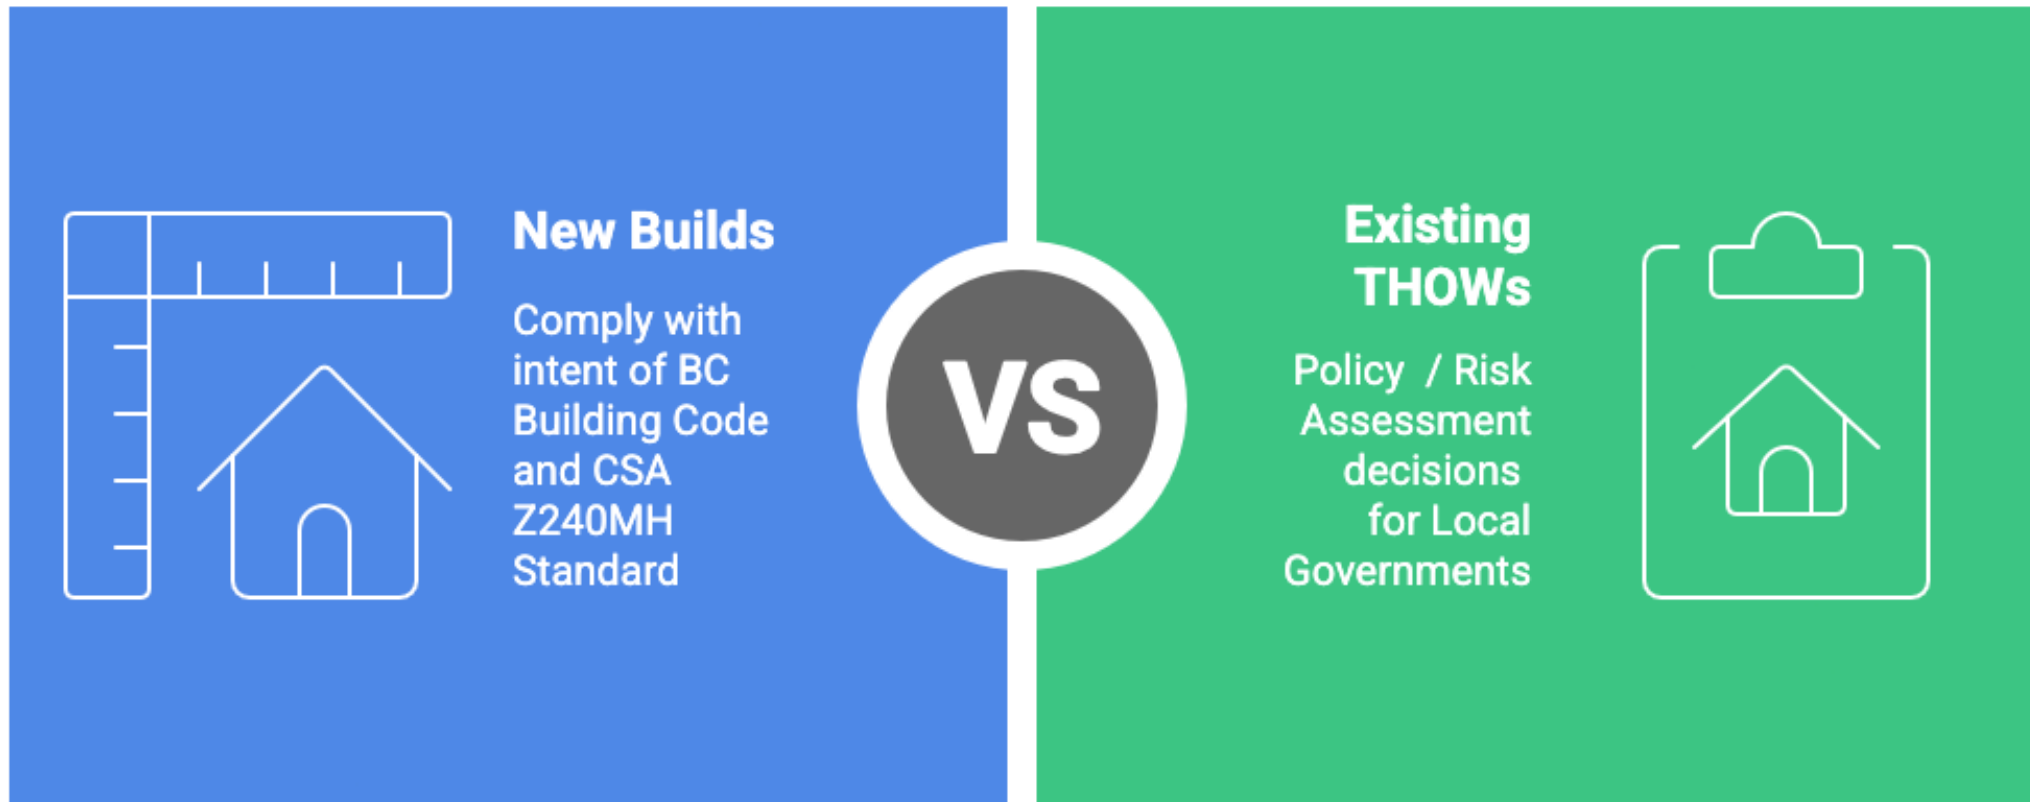 New Builds
Comply with
intent of BC
Building Code
and CSA
Z240MH
Standard
VS
Existing
THOWs
Policy / Risk
Assessment
decisions
for Local
Governments